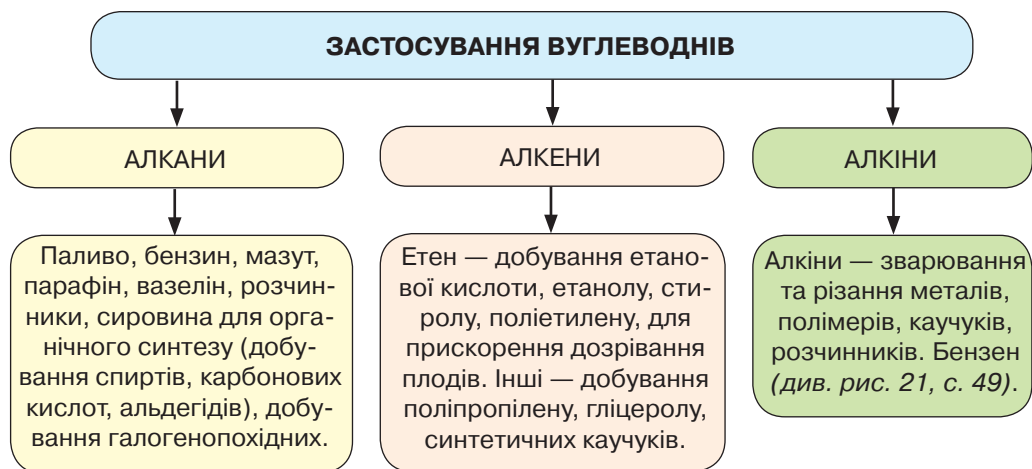 ЗАСТОСУВАННЯ ВУГЛЕВОДНІВ
АЛКАНИ
АЛКЕНИ
АЛКІНИ
Паливо, бензин, мазут,
парафін, вазелін, розчин-
ники, сировина для орга-
нічного синтезу (добу-
вання спиртів, карбонових
кислот, альдегідів), добу-
вання галогенопохідних.
Етен — добування етано-
вої кислоти, етанолу, сти-
ролу, поліетилену, для
прискорення дозрівання
плодів. Інші — добування
поліпропілену, гліцеролу,
синтетичних каучуків.
Алкіни — зварювання
та різання металів,
полімерів, каучуків,
розчинників. Бензен
(див. рис. 21, с. 49).